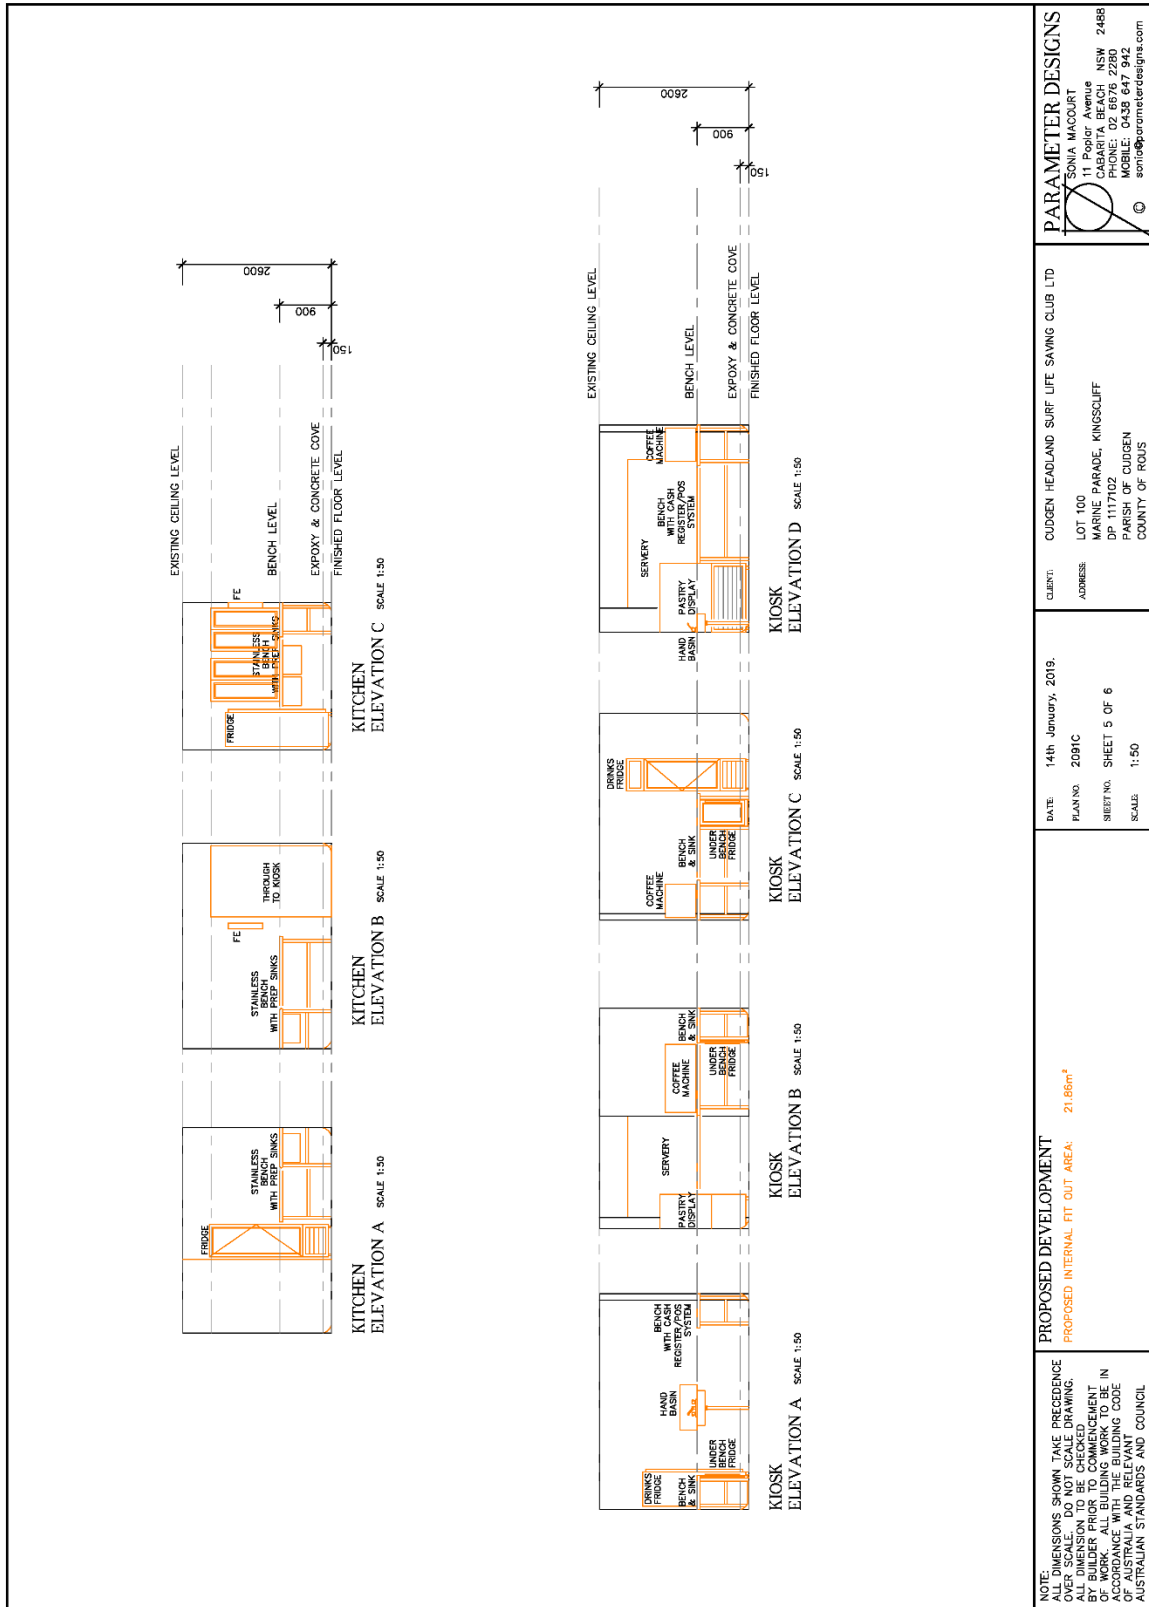 EXISTING CEILING LEVEL
BENCH LEVEL
EXPOXY & CONCRETE COVE
FINISHED FLOOR LEVEL
2600
900
150
FRIDGE
STAINLESS
BENCH
WITH PREP SINKS
KITCHEN
ELEVATION A SCALE 1:50
STAINLESS
BENCH
WITH PREP SINKS
FE
THROUGH
TO KIOSK
KITCHEN
ELEVATION B SCALE 1:50
FRIDGE
STAINLESS
BENCH
WITH PREP SINKS
FE
KITCHEN
ELEVATION C SCALE 1:50
EXISTING CEILING LEVEL
BENCH LEVEL
EXPOXY & CONCRETE COVE
FINISHED FLOOR LEVEL
2600
900
150
DRINKS
FRIDGE
BENCH
& SINK
UNDER
BENCH
FRIDGE
HAND
BASIN
BENCH
WITH CASH
REGISTER/POS
SYSTEM
KIOSK
ELEVATION A SCALE 1:50
PASTRY
DISPLAY
SERVERY
COFFEE
MACHINE
UNDER
BENCH
FRIDGE
BENCH
& SINK
KIOSK
ELEVATION B SCALE 1:50
COFFEE
MACHINE
BENCH
& SINK
UNDER
BENCH
FRIDGE
DRINKS
FRIDGE
KIOSK
ELEVATION C SCALE 1:50
HAND
BASIN
PASTRY
DISPLAY
SERVERY
BENCH
WITH CASH
REGISTER/POS
SYSTEM
COFFEE
MACHINE
KIOSK
ELEVATION D SCALE 1:50
NOTE:
ALL DIMENSIONS SHOWN TAKE PRECEDENCE
OVER SCALE. DO NOT SCALE DRAWING.
ALL DIMENSION TO BE CHECKED
BY BUILDER PRIOR TO COMMENCEMENT
OF WORK. ALL BUILDING WORK TO BE IN
ACCORDANCE WITH THE BUILDING CODE
OF AUSTRALIA AND RELEVANT
AUSTRALIAN STANDARDS AND COUNCIL
PROPOSED DEVELOPMENT
PROPOSED INTERNAL FIT OUT AREA: 21.86m²
DATE: 14th January, 2019.
PLAN NO. 2091C
SHEET NO. SHEET 5 OF 6
SCALE: 1:50
CLIENT: CUDGEN HEADLAND SURF LIFE SAVING CLUB LTD
ADDRESS: LOT 100
MARINE PARADE, KINGSCLIFF
DP 1117102
PARISH OF CUDGEN
COUNTY OF ROUS
PARAMETER DESIGNS
SONIA MACOURT
11 Poplar Avenue
CABARITA BEACH NSW 2488
PHONE: 02 6676 2280
MOBILE: 0438 647 942
© sonia@parameterdesigns.com